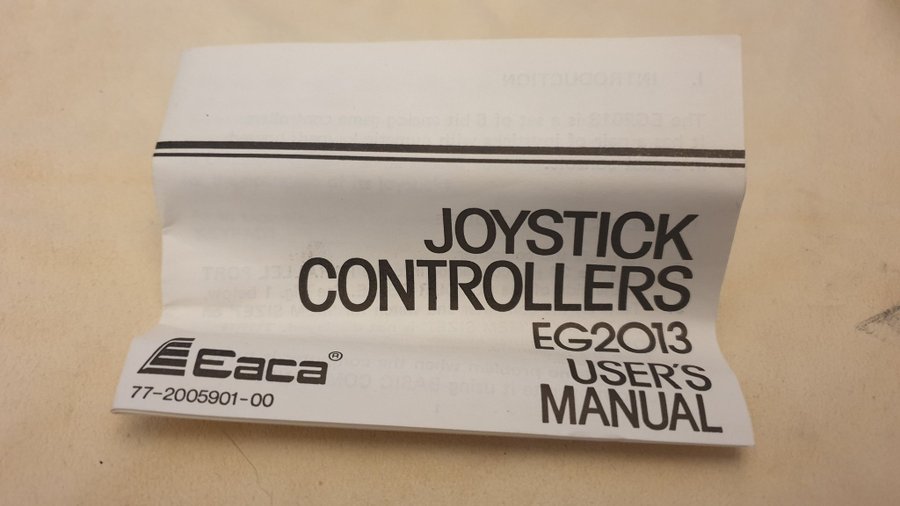 JOYSTICK
CONTROLLERS
EG2013
USER'S
MANUAL
Eaca®
77-2005901-00